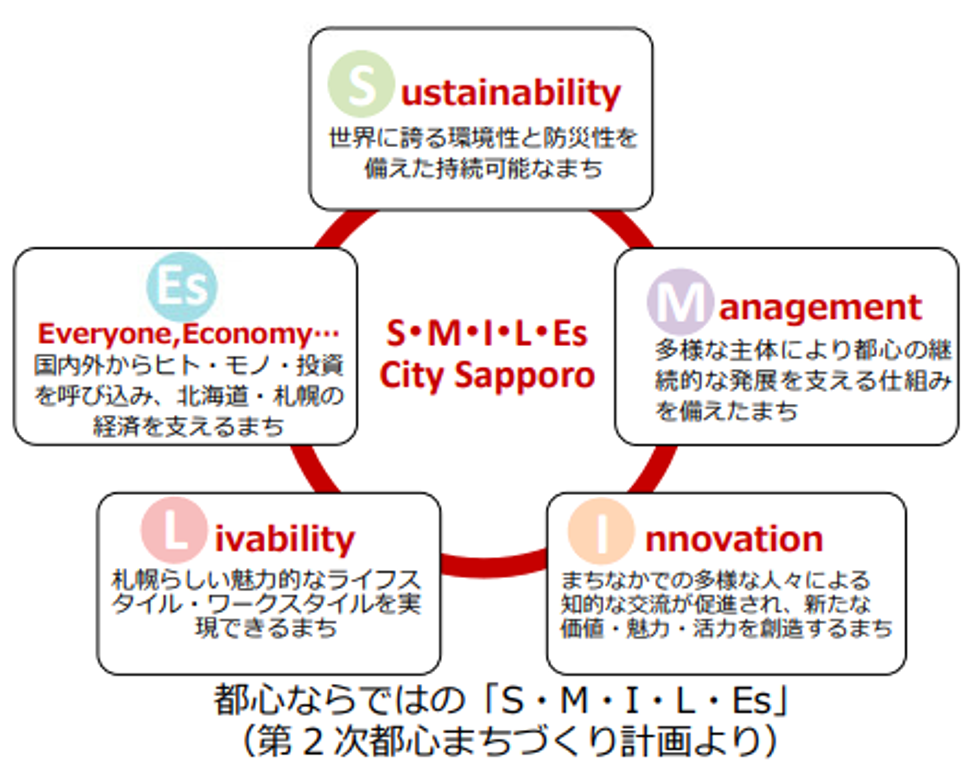 Sustainability
世界に誇る環境性と防災性を
備えた持続可能なまち
Es
Everyone,Economy…
国内外からヒト・モノ・投資
を呼び込み、北海道・札幌の
経済を支えるまち
S•M•I•L•Es
City Sapporo
Management
多様な主体により都心の継
続的な発展を支える仕組み
を備えたまち
Livability
札幌らしい魅力的なライフス
タイル・ワークスタイルを実
現できるまち
Innovation
まちなかでの多様な人々による
知的な交流が促進され、新たな
価値・魅力・活力を創造するまち
都心ならではの「S・M・I・L・Es」
（第2次都心まちづくり計画より）